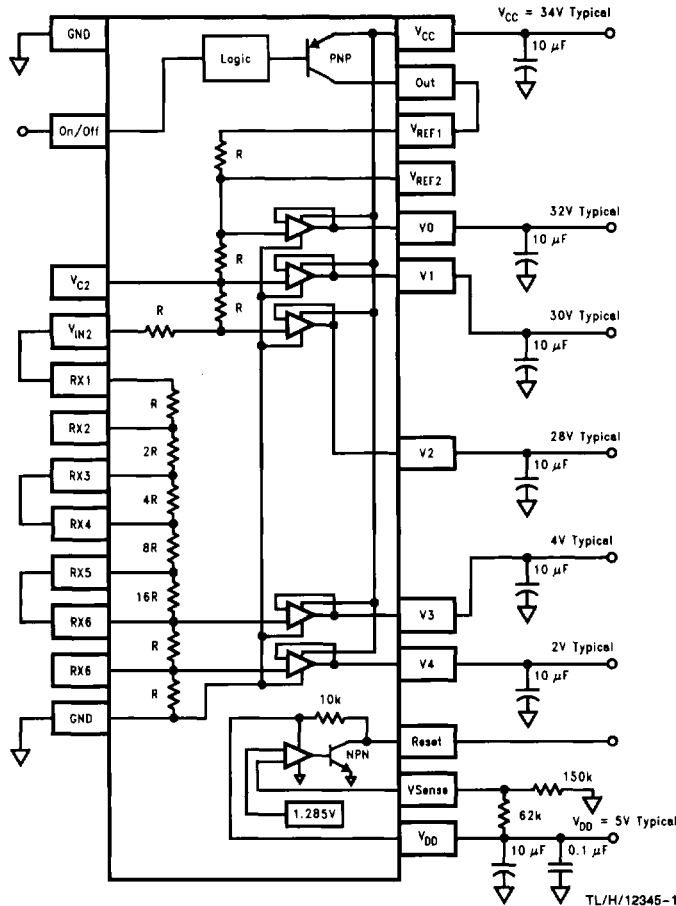 GND
Logic
PNP
VCC
VCC = 34V Typical
10 µF
Out
On/Off
VREF1
R
VREF2
V0
32V Typical
10 µF
R
VC2
V1
R
VIN2
R
30V Typical
10 µF
RX1
R
RX2
2R
RX3
4R
RX4
V2
28V Typical
10 µF
8R
RX5
16R
4V Typical
10 µF
RX6
V3
R
RX6
V4
2V Typical
10 µF
R
GND
10k
Reset
NPN
VSense
150k
62k
1.285V
VDD
VDD = 5V Typical
10 µF
0.1 µF
TL/H/12345-1